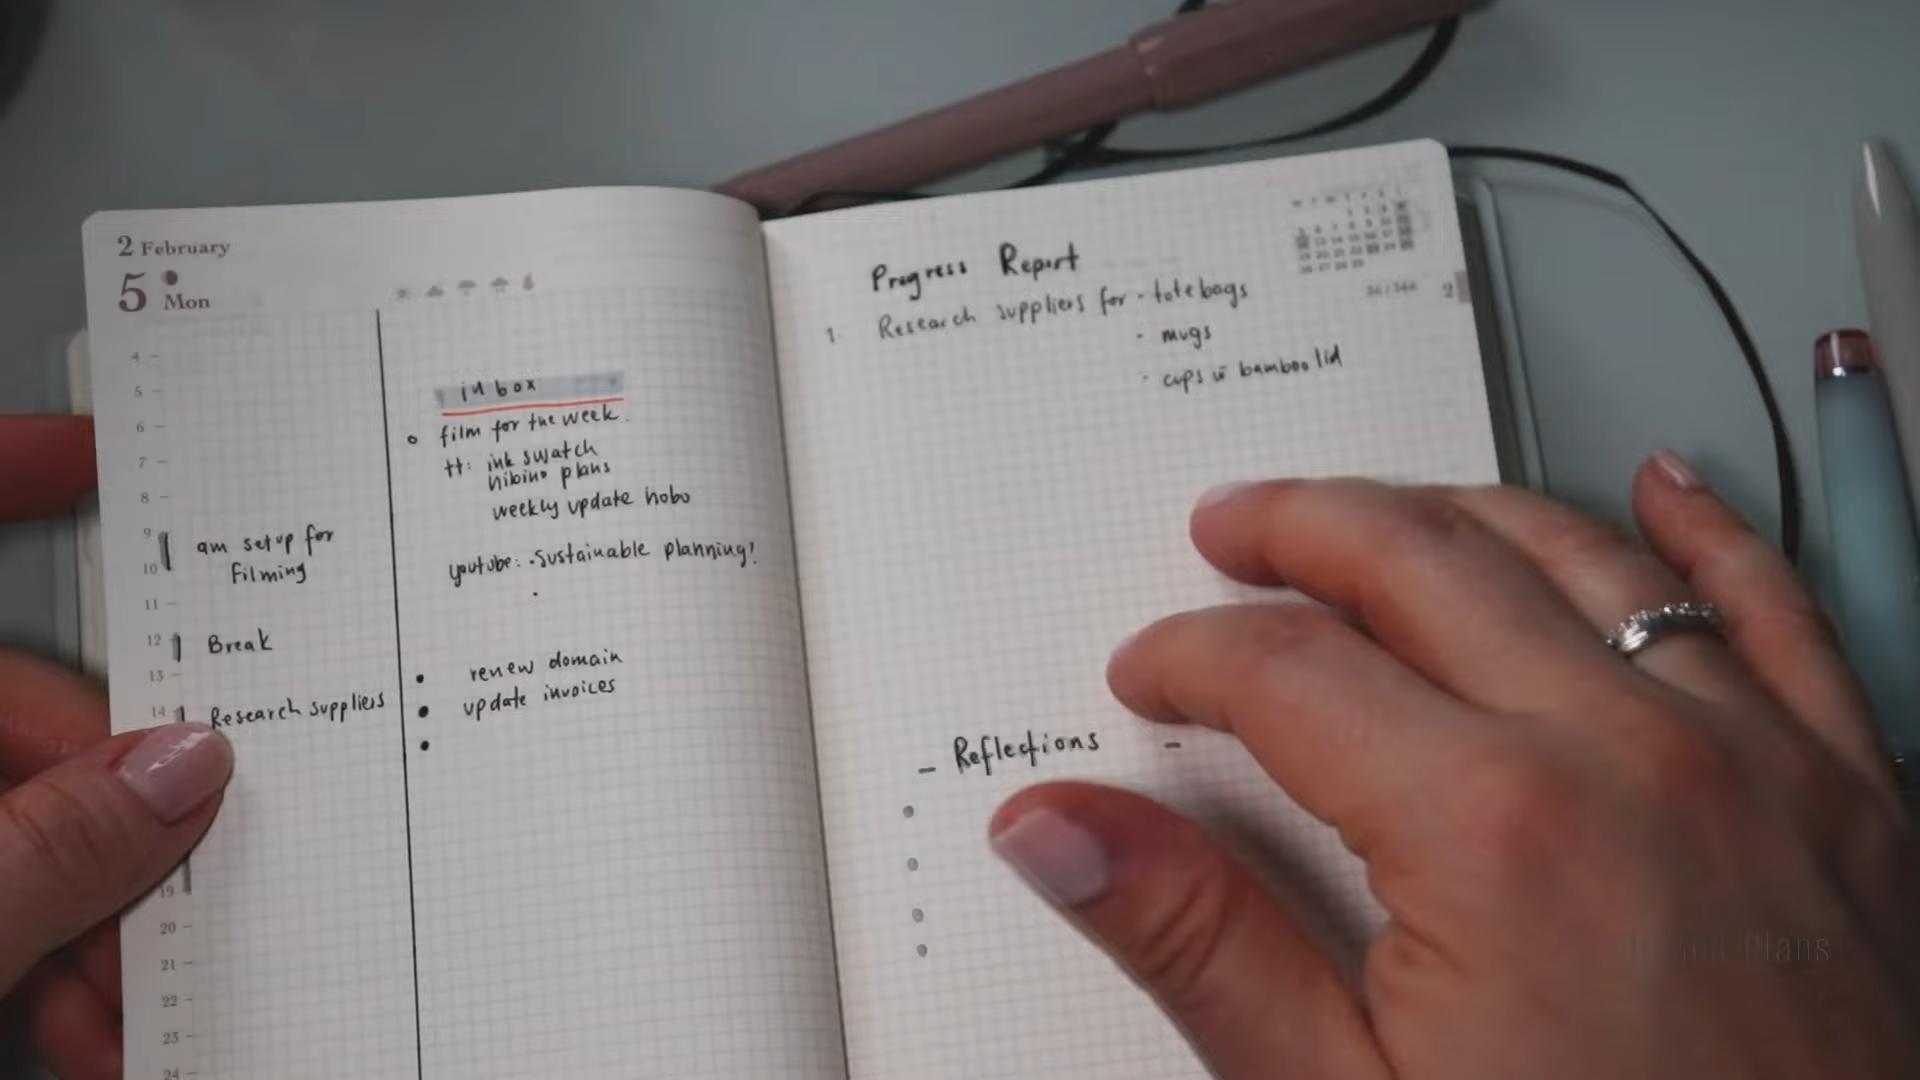 2 February
5
Mon
4
5
6
7
8
9
10
11
12
13
14
19
20
21
22
23
24
am setup for
filming
Break
Research suppliers
inbox
film for the week.
tt: ink swatch
hibino plans
weekly update hobo
youtube: . Sustainable planning?
.
renew domain
update invoices
Progress Report
1. Research suppliers for - tote bags
- mugs
- cups w bamboo lid
36/366
2
- Reflections -
Plans